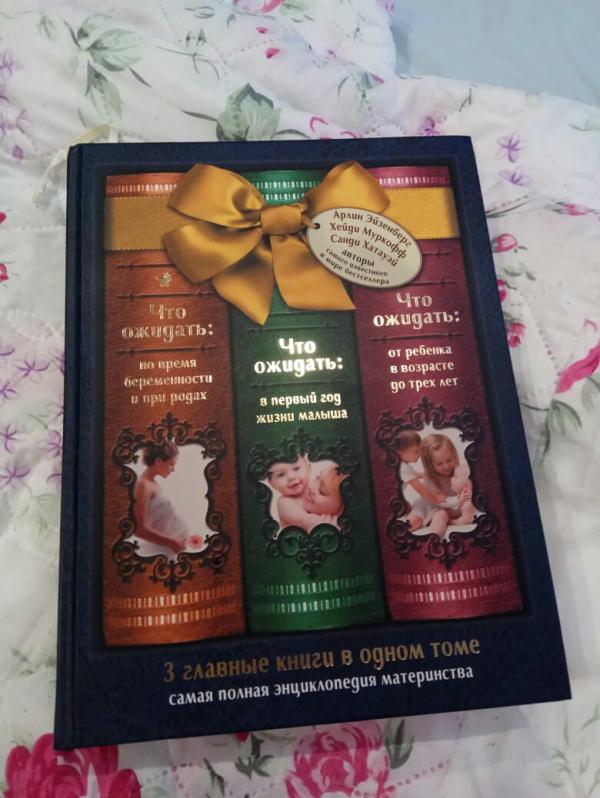 Арлин Эйзенберг
Хейди Муркофф
Санди Хатауэй
авторы
самого известного
в мире бестселлера
Что
ожидать:
во время
беременности
и при родах
Что
ожидать:
в первый год
жизни малыша
Что
ожидать:
от ребенка
в возрасте
до трех лет
3 главные книги в одном томе
самая полная энциклопедия материнства